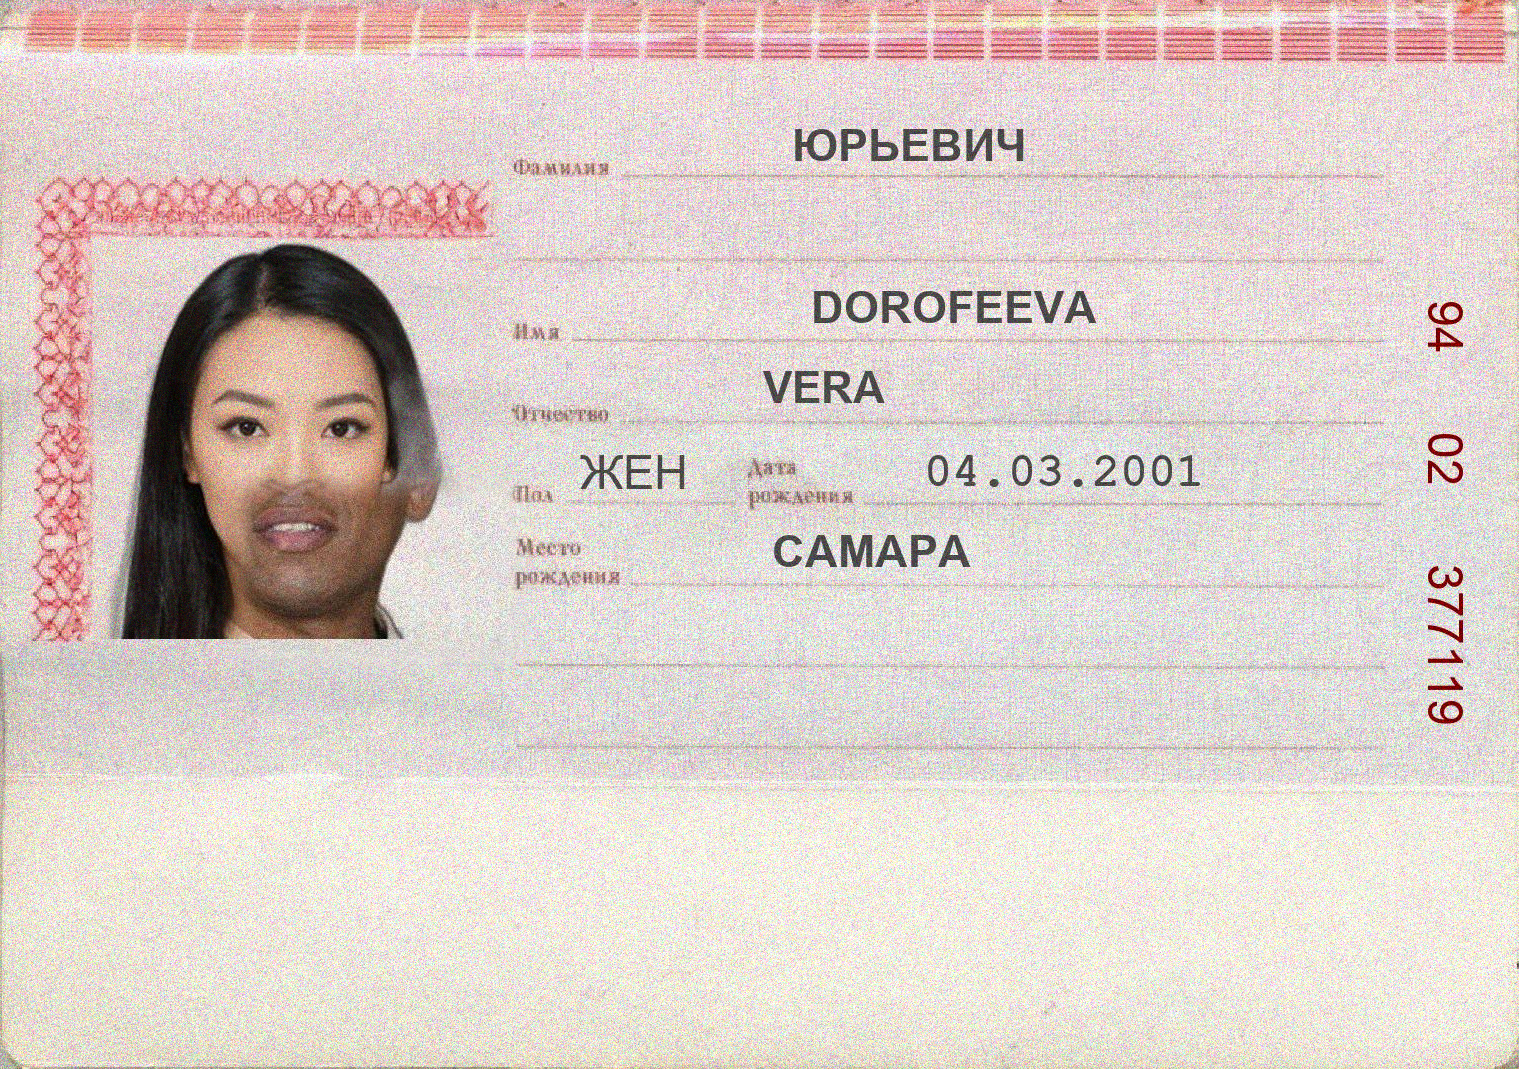 Фамилия ЮРЬЕВИЧ
Имя DOROFEEVA
Отчество VERA
Пол ЖЕН Дата рождения 04.03.2001
Место рождения САМАРА
94 02 377119